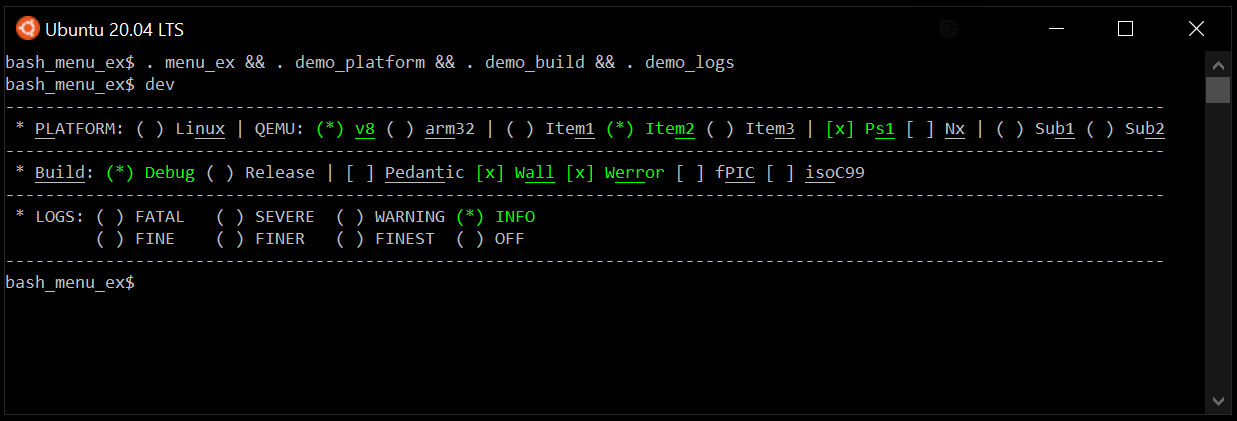 Ubuntu 20.04 LTS
bash_menu_ex$ . menu_ex && . demo_platform && . demo_build && . demo_logs
bash_menu_ex$ dev
--------------------------------------------------------------------------------------------------------------------
 * PLATFORM: ( ) Linux | QEMU: (*) v8 ( ) arm32 | ( ) Item1 (*) Item2 ( ) Item3 | [x] Ps1 [ ] Nx | ( ) Sub1 ( ) Sub2
--------------------------------------------------------------------------------------------------------------------
 * Build: (*) Debug ( ) Release | [ ] Pedantic [x] Wall [x] Werror [ ] fPIC [ ] isoC99
--------------------------------------------------------------------------------------------------------------------
 * LOGS: ( ) FATAL   ( ) SEVERE  ( ) WARNING (*) INFO
         ( ) FINE    ( ) FINER   ( ) FINEST  ( ) OFF
--------------------------------------------------------------------------------------------------------------------
bash_menu_ex$